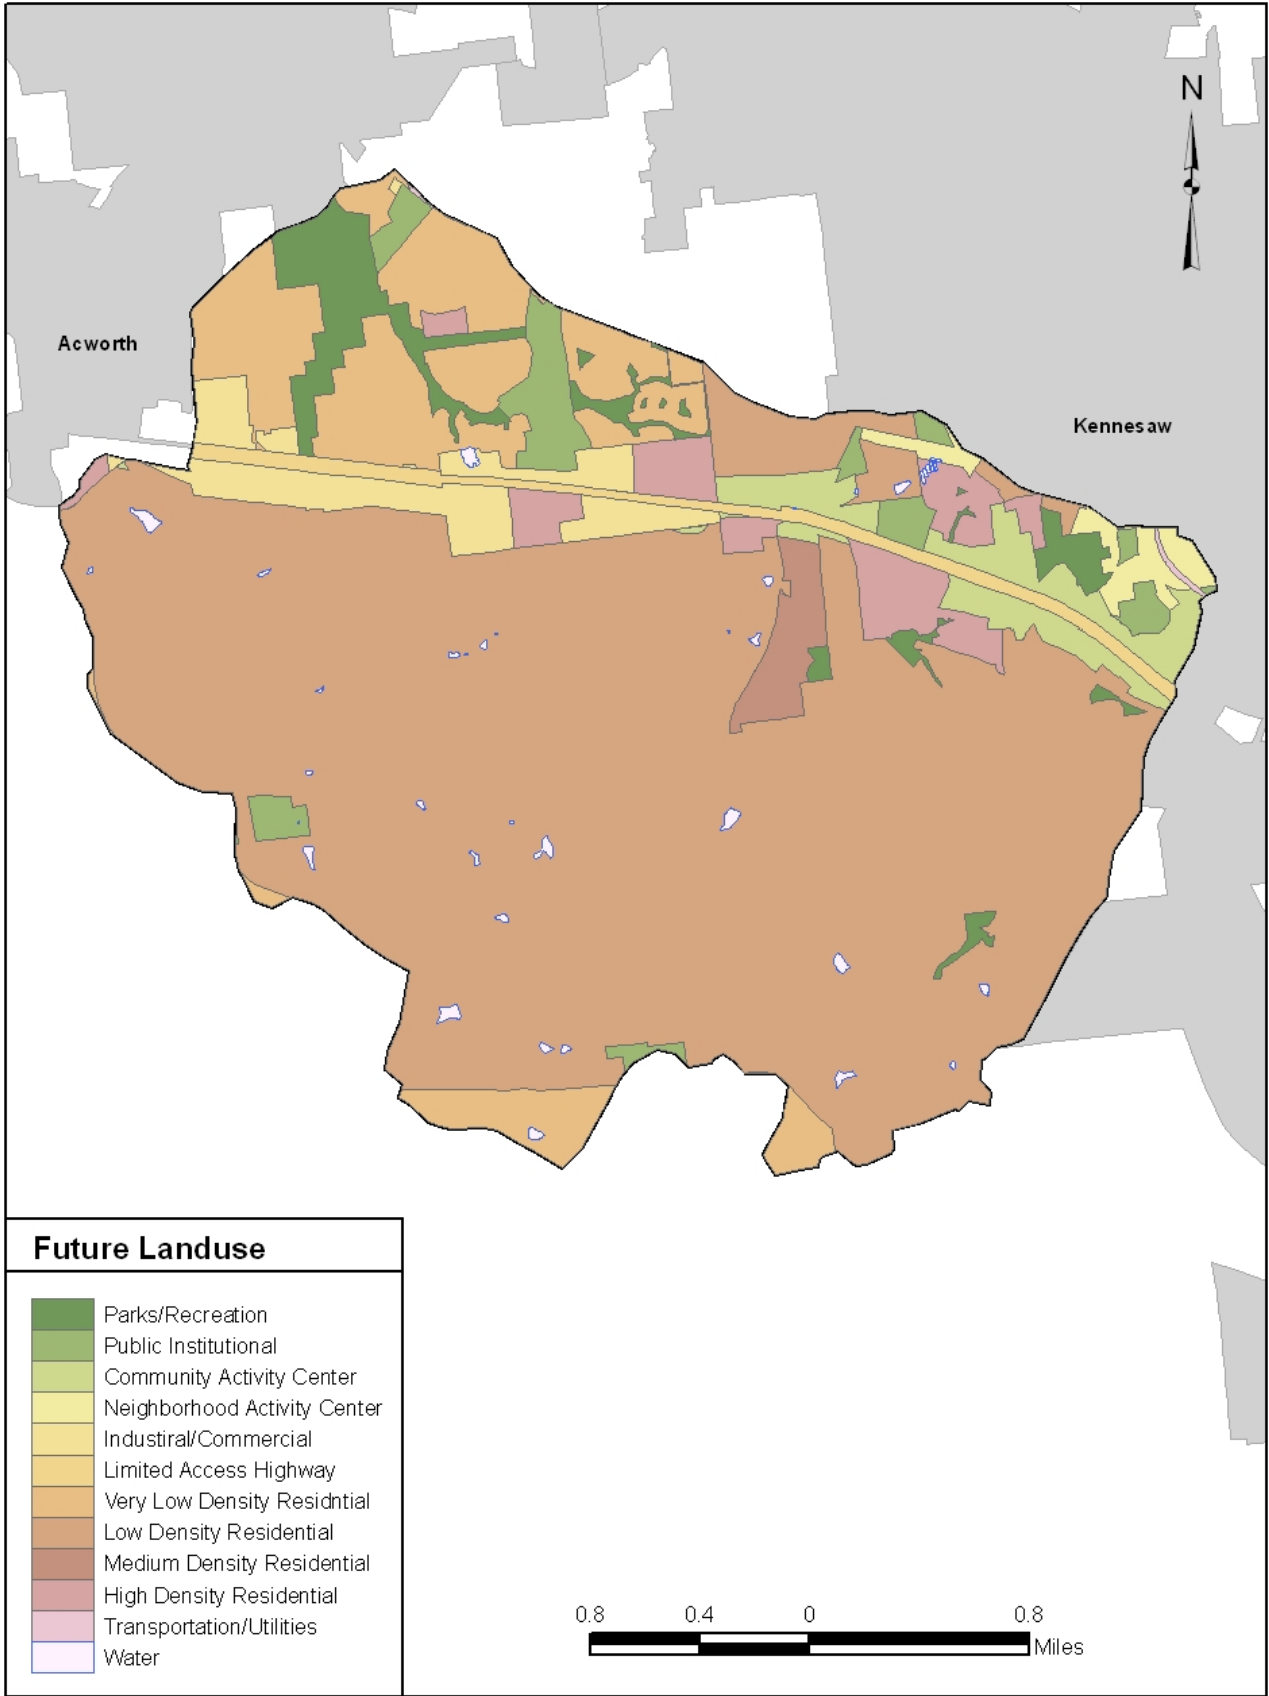 N
Acworth
Kennesaw
Future Landuse
Parks/Recreation
Public Institutional
Community Activity Center
Neighborhood Activity Center
Industiral/Commercial
Limited Access Highway
Very Low Density Residntial
Low Density Residential
Medium Density Residential
High Density Residential
Transportation/Utilities
Water
0.8 0.4 0 0.8
Miles